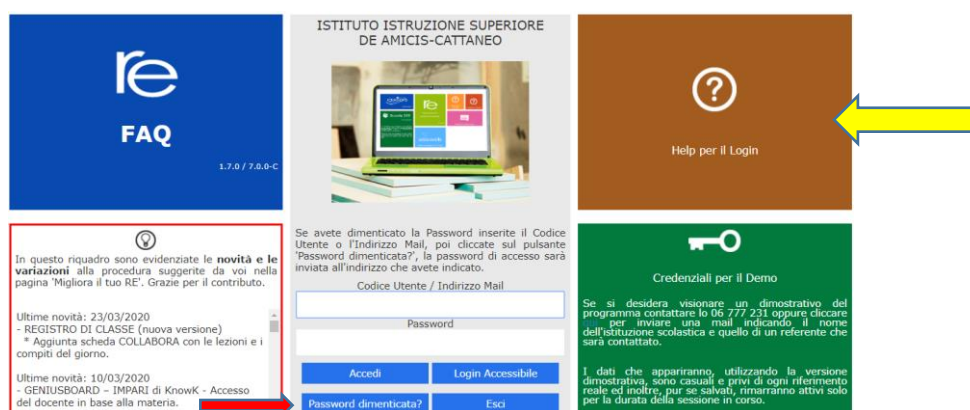 re
FAQ
1.7.0 / 7.0.0-C
In questo riquadro sono evidenziate le novità e le
variazioni alla procedura suggerite da voi nella
pagina 'Migliora il tuo RE'. Grazie per il contributo.
Ultime novità: 23/03/2020
- REGISTRO DI CLASSE (nuova versione)
* Aggiunta scheda COLLABORA con le lezioni e i
compiti del giorno.
Ultime novità: 10/03/2020
- GENIUSBOARD – IMPARI di KnowK - Accesso
del docente in base alla materia.
ISTITUTO ISTRUZIONE SUPERIORE
DE AMICIS-CATTANEO
re
Se avete dimenticato la Password inserite il Codice
Utente o l'Indirizzo Mail, poi cliccate sul pulsante
'Password dimenticata?', la password di accesso sarà
inviata all'indirizzo che avete indicato.
Codice Utente / Indirizzo Mail
Password
Accedi
Login Accessibile
Password dimenticata?
Esci
Help per il Login
Credenziali per il Demo
Se si desidera visionare un dimostrativo del
programma contattare lo 06 777 231 oppure cliccare
per inviare una mail indicando il nome
dell'istituzione scolastica e quello di un referente che
sarà contattato.
I dati che appariranno, utilizzando la versione
dimostrativa, sono casuali e privi di ogni riferimento
reale ed inoltre, pur se salvati, rimarranno attivi solo
per la durata della sessione in corso.